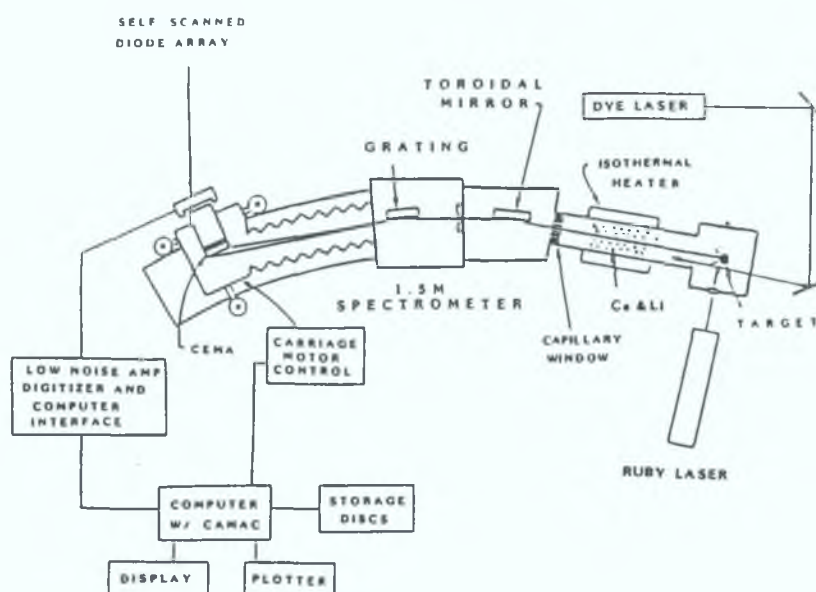 SELF SCANNED
DIODE ARRAY
TOROIDAL
MIRROR
DYE LASER
GRATING
ISOTHERMAL
HEATER
1.5M
SPECTROMETER
Ca & Li
TARGET
CAPILLARY
WINDOW
CEMA
CARRIAGE
MOTOR
CONTROL
LOW NOISE AMP
DIGITIZER AND
COMPUTER
INTERFACE
RUBY LASER
COMPUTER
W/ CAMAC
STORAGE
DISCS
DISPLAY
PLOTTER